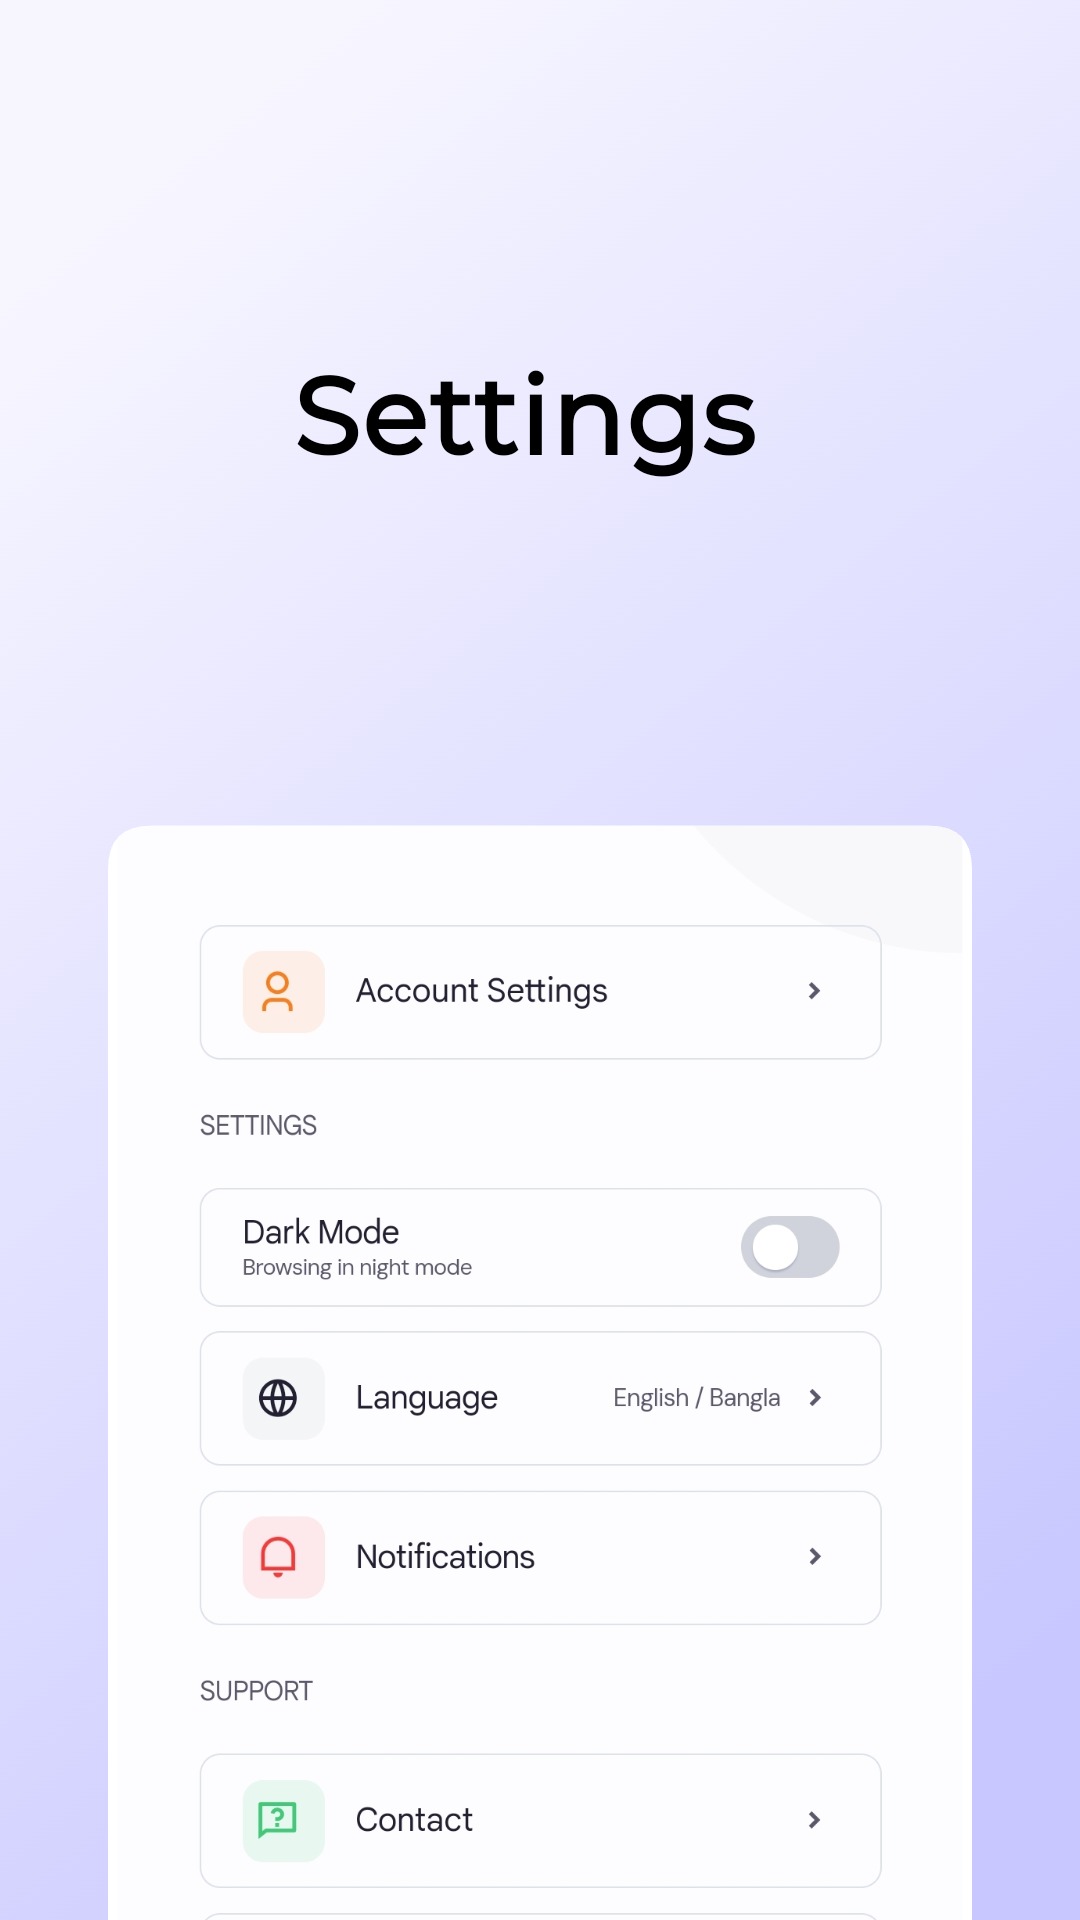 Settings
Account Settings
SETTINGS
Dark Mode
Browsing in night mode
Language English / Bangla
Notifications
SUPPORT
Contact